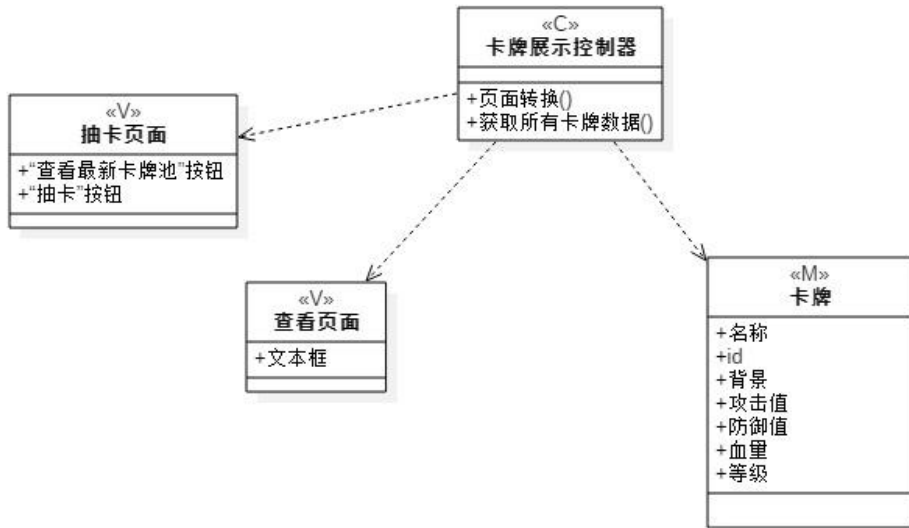 «C»
卡牌展示控制器
+页面转换()
+获取所有卡牌数据()
«V»
抽卡页面
+“查看最新卡牌池”按钮
+“抽卡”按钮
«V»
查看页面
+文本框
«M»
卡牌
+名称
+id
+背景
+攻击值
+防御值
+血量
+等级